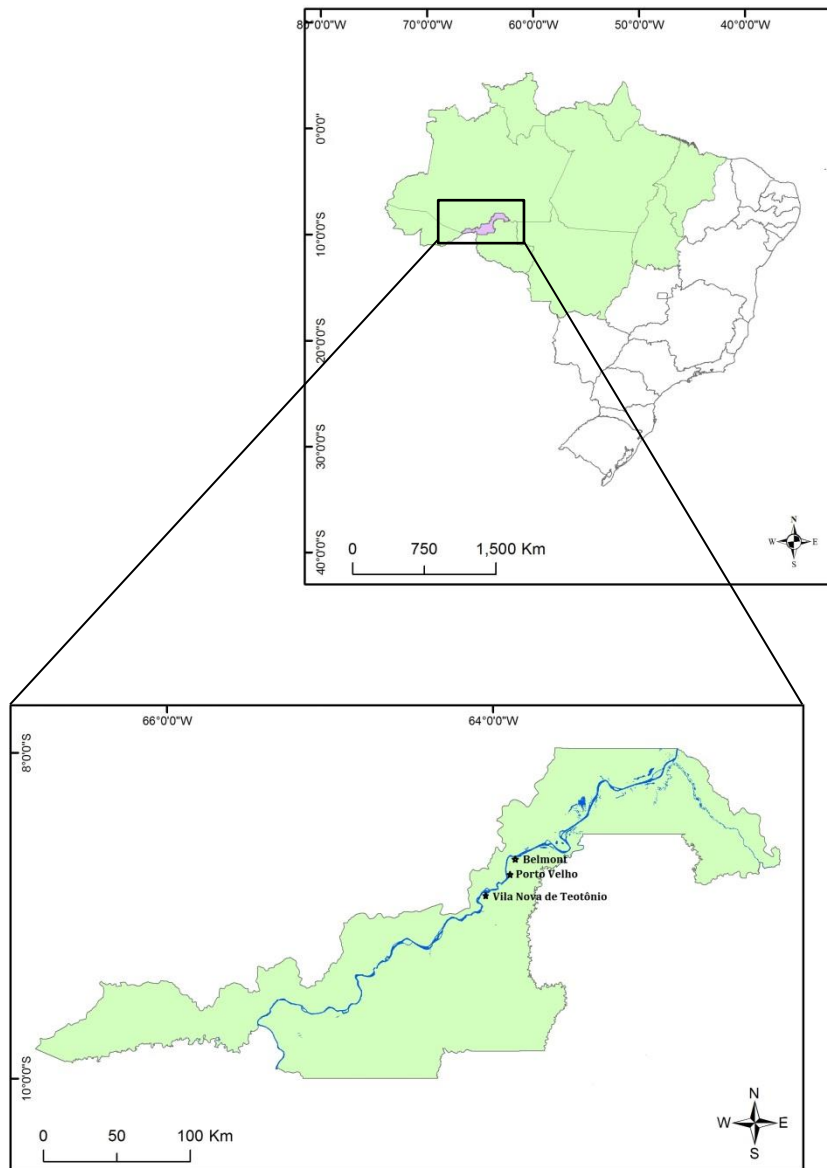 80°0'0"W 70°0'0"W 60°0'0"W 50°0'0"W 40°0'0"W
0°0'0"
10°0'0"S
20°0'0"S
30°0'0"S
40°0'0"S
N
W E
S
0 750 1,500 Km
66°0'0"W 64°0'0"W
8°0'0"S
Belmont
Porto Velho
Vila Nova de Teotônio
10°0'0"S
N
W E
S
0 50 100 Km